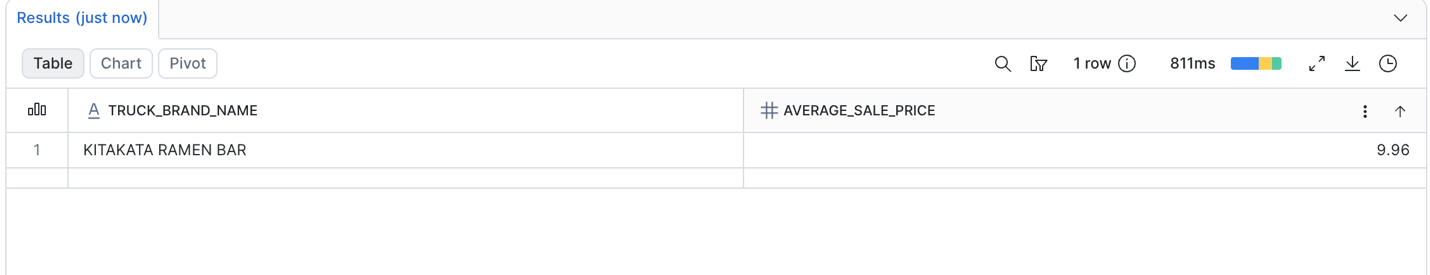 Results (just now)
Table Chart Pivot 1 row 811ms
TRUCK_BRAND_NAME AVERAGE_SALE_PRICE
1 KITAKATA RAMEN BAR 9.96